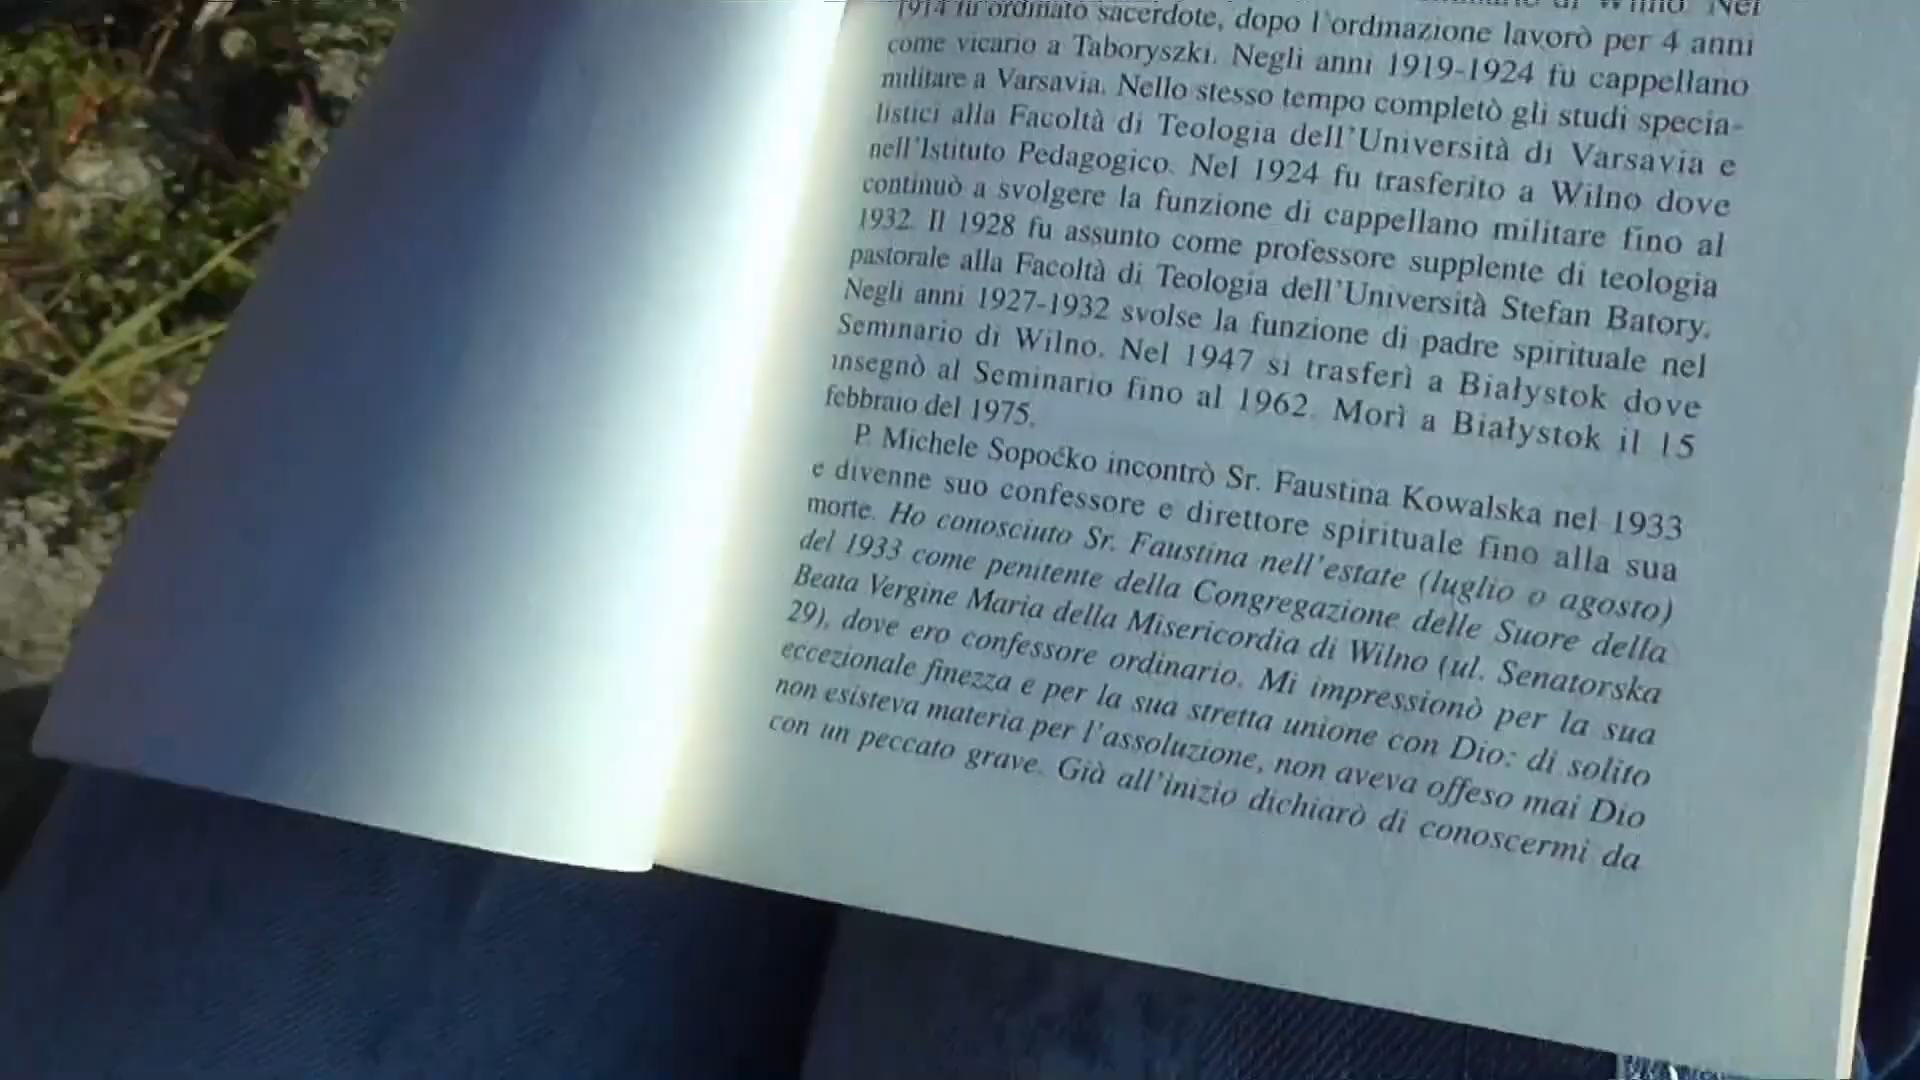 di Wilno. Nel
1914 fu ordinato sacerdote, dopo l'ordinazione lavorò per 4 anni
come vicario a Taboryszki. Negli anni 1919-1924 fu cappellano
militare a Varsavia. Nello stesso tempo completò gli studi specia-
listici alla Facoltà di Teologia dell'Università di Varsavia e
nell'Istituto Pedagogico. Nel 1924 fu trasferito a Wilno dove
continuò a svolgere la funzione di cappellano militare fino al
1932. Il 1928 fu assunto come professore supplente di teologia
pastorale alla Facoltà di Teologia dell'Università Stefan Batory.
Negli anni 1927-1932 svolse la funzione di padre spirituale nel
Seminario di Wilno. Nel 1947 si trasferì a Białystok dove
insegnò al Seminario fino al 1962. Morì a Białystok il 15
febbraio del 1975.
P. Michele Sopoćko incontrò Sr. Faustina Kowalska nel 1933
e divenne suo confessore e direttore spirituale fino alla sua
morte. Ho conosciuto Sr. Faustina nell'estate (luglio o agosto)
del 1933 come penitente della Congregazione delle Suore della
Beata Vergine Maria della Misericordia di Wilno (ul. Senatorska
29), dove ero confessore ordinario. Mi impressionò per la sua
eccezionale finezza e per la sua stretta unione con Dio: di solito
non esisteva materia per l'assoluzione, non aveva offeso mai Dio
con un peccato grave. Già all'inizio dichiarò di conoscermi da